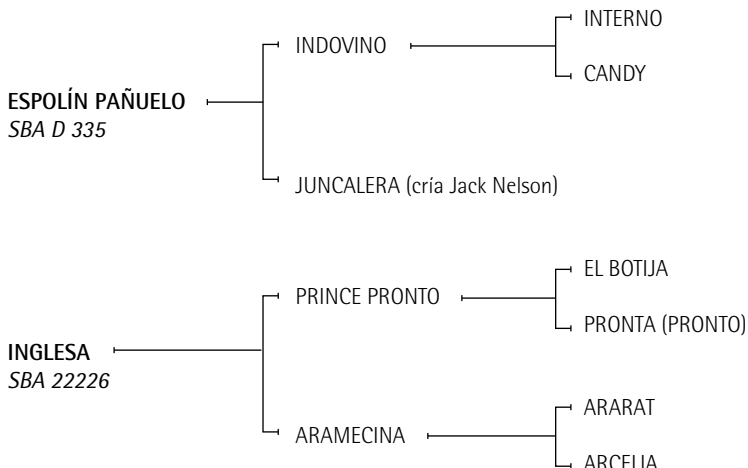 INTERNO
INDOVINO
CANDY
ESPOLÍN PAÑUELO
SBA D 335
JUNCALERA (cría Jack Nelson)
EL BOTIJA
PRINCE PRONTO
PRONTA (PRONTO)
INGLESA
SBA 22226
ARARAT
ARAMECINA
ARCELIA